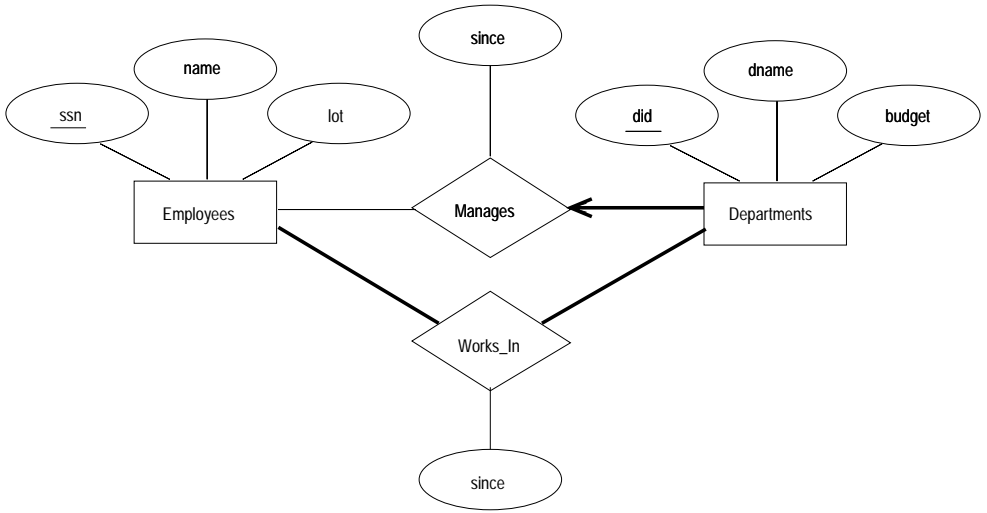 since
name
dname
ssn
lot
did
budget
Employees
Manages
Departments
Works_In
since